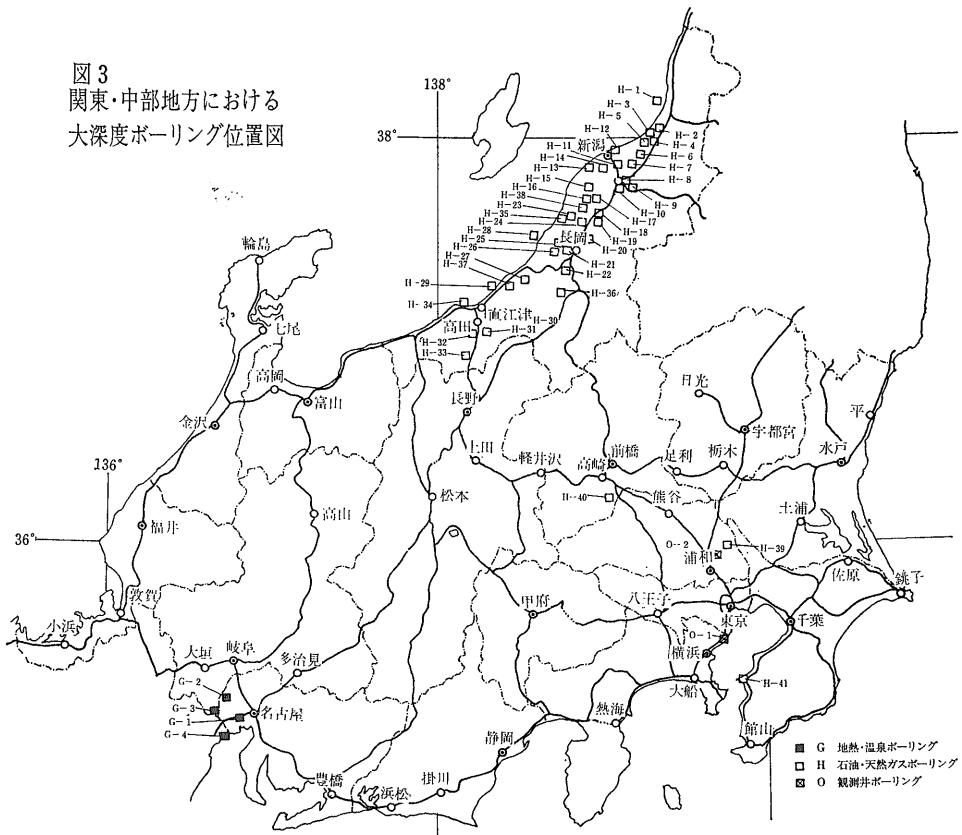 図3
関東・中部地方における
大深度ボーリング位置図
138°
38°
H-1
H-3
H-5
H-2
H-12
H-4
新潟
H-11
H-6
H-14
H-7
H-13
H-8
H-15
H-9
H-16
H-10
H-38
H-17
H-23
H-18
H-35
H-24
H-19
H-28
長岡
H-20
H-25
H-26
H-21
H-27
H-22
H-37
H-29
H-36
H-34
直江津
H-30
高田
H-31
H-32
H-33
輪島
七尾
高岡
富山
金沢
長野
日光
宇都宮
平
上田
軽井沢
高崎
前橋
足利
栃木
水戸
136°
松本
H-40
熊谷
土浦
福井
高山
36°
O-2
H-39
浦和
佐原
銚子
敦賀
甲府
八王子
東京
千葉
小浜
大垣
岐阜
多治見
O-1
横浜
G-2
大船
H-41
G-3
名古屋
G-1
熱海
G-4
館山
静岡
豊橋
浜松
掛川
G 地熱・温泉ボーリング
H 石油・天然ガスボーリング
O 観測井ボーリング